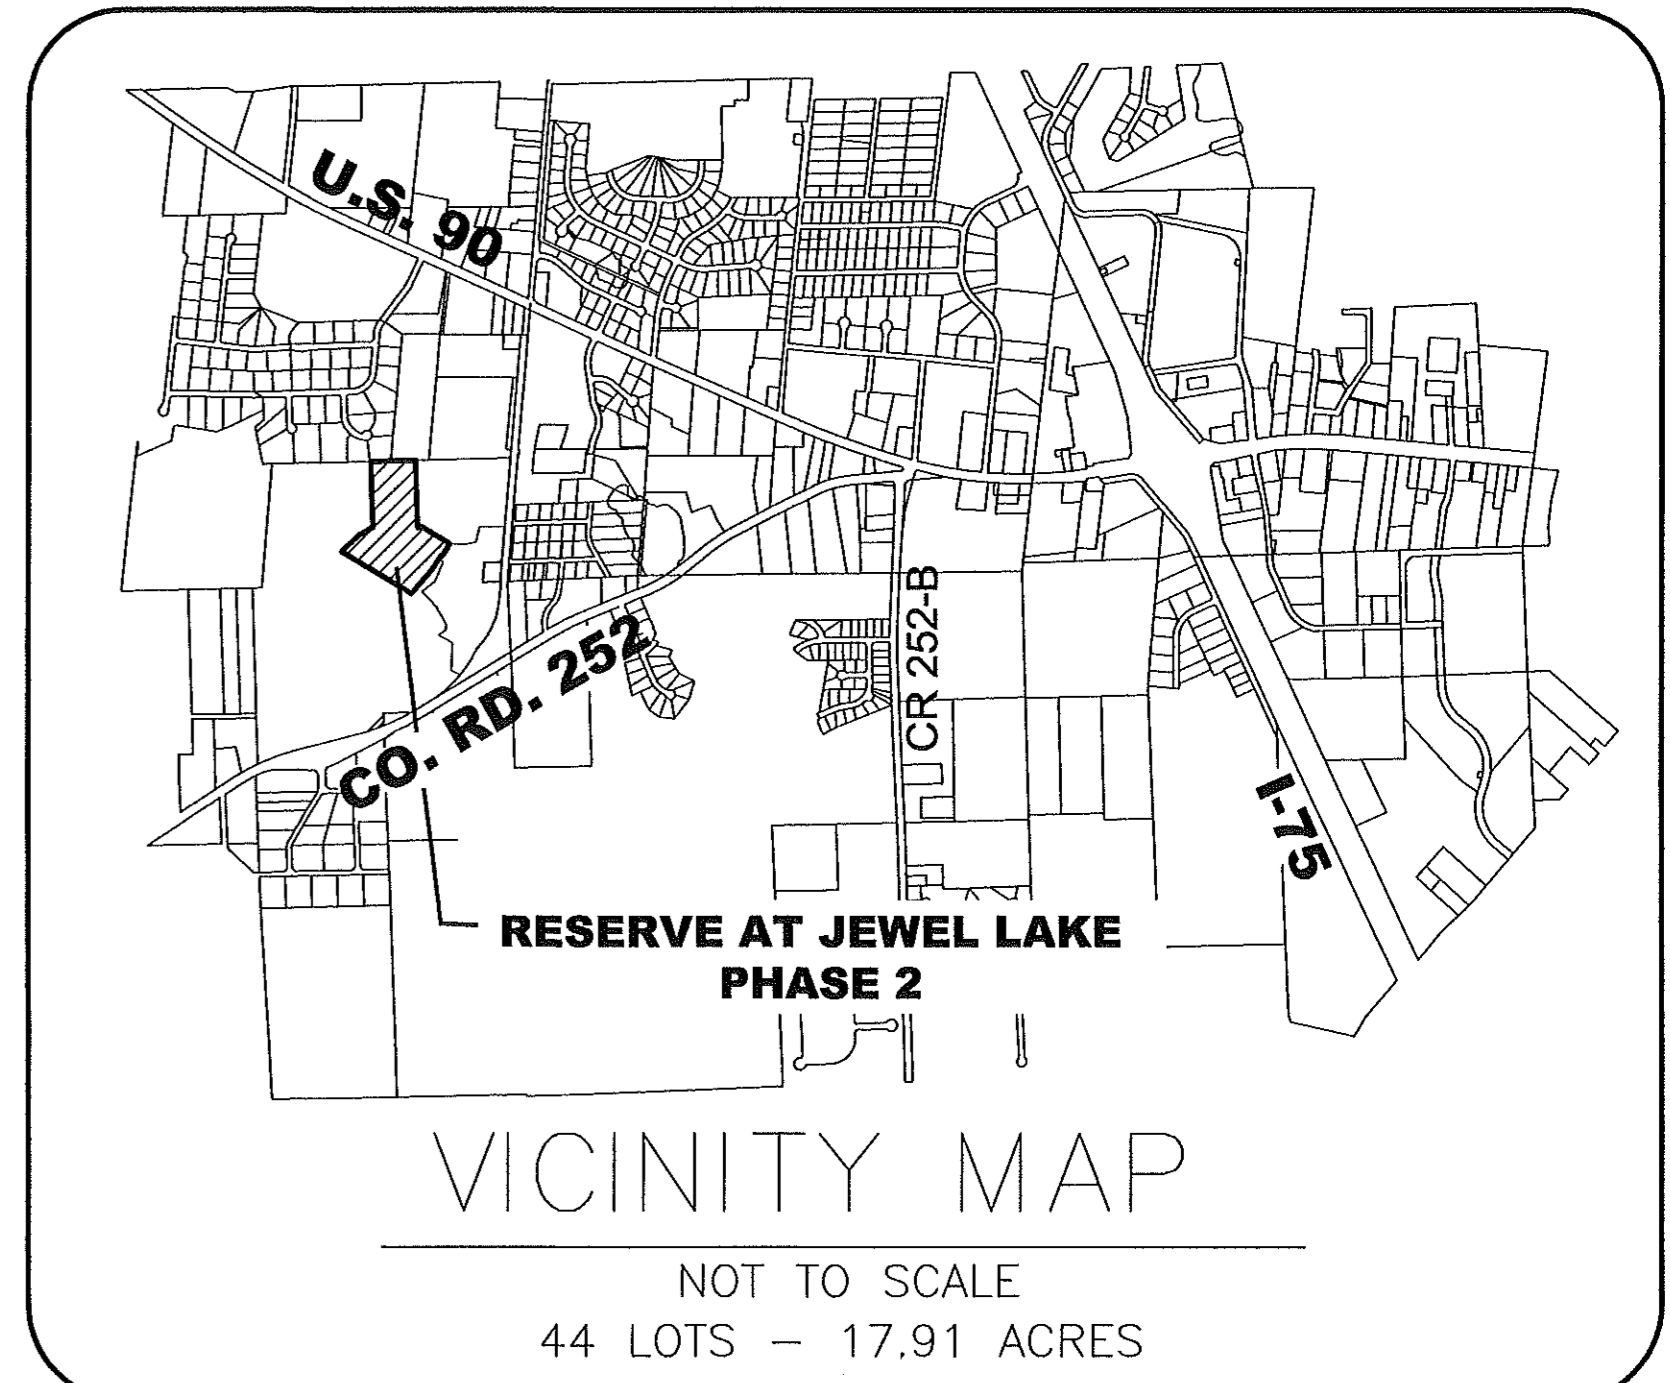 U.S. 90
CO. RD. 252
CR 252-B
I-75
RESERVE AT JEWEL LAKE
PHASE 2
VICINITY MAP
NOT TO SCALE
44 LOTS – 17.91 ACRES